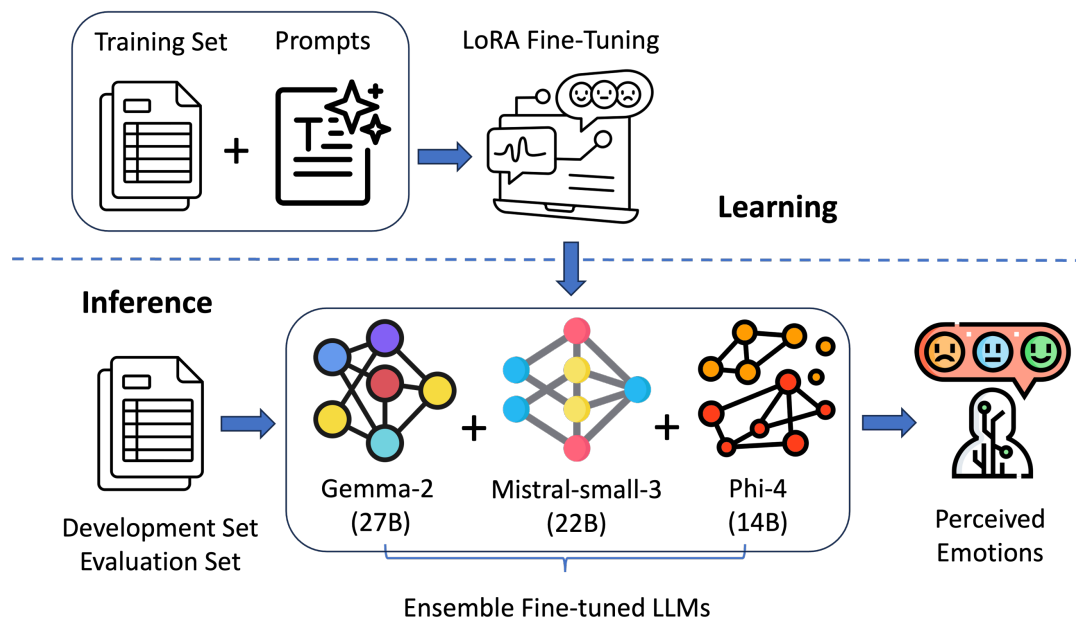 Training Set
Prompts
LoRA Fine-Tuning
+
T
Learning
Inference
+
+
Gemma-2
(27B)
Mistral-small-3
(22B)
Phi-4
(14B)
Development Set
Evaluation Set
Perceived
Emotions
Ensemble Fine-tuned LLMs